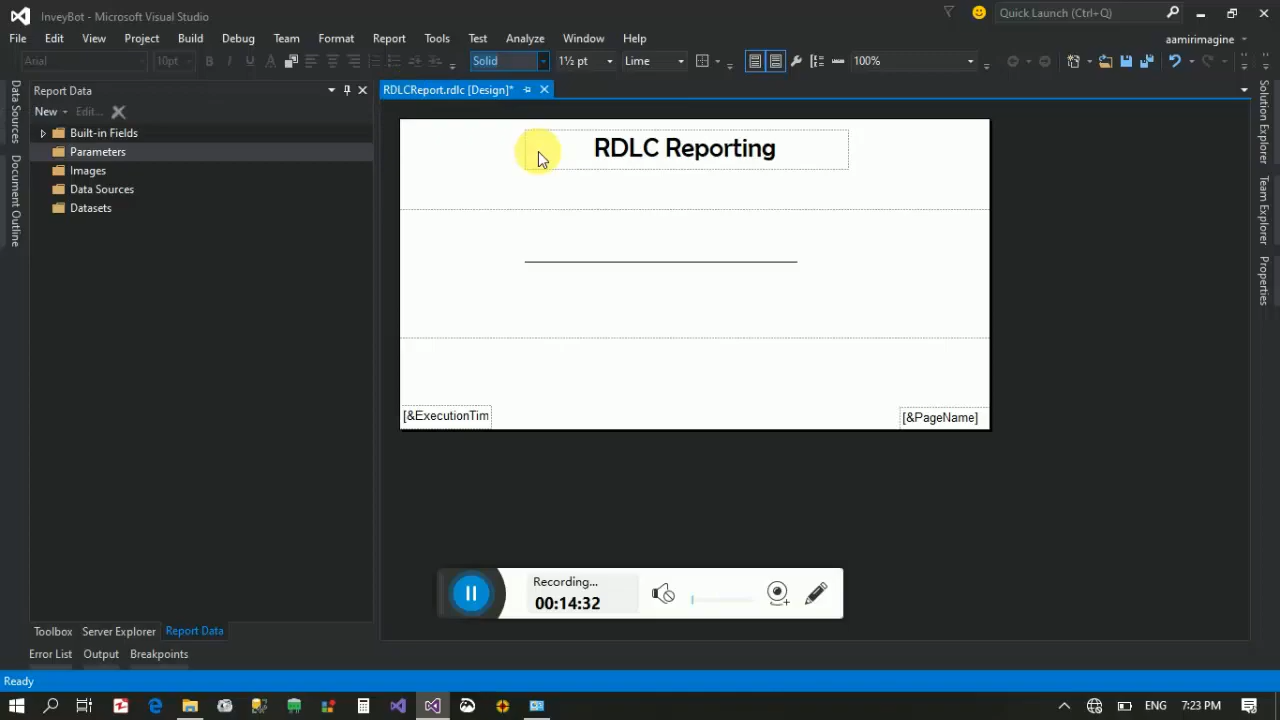 InveyBot - Microsoft Visual Studio
Quick Launch (Ctrl+Q)
File Edit View Project Build Debug Team Format Report Tools Test Analyze Window Help
aamirimagine
Arial 10pt B I U A Solid 1½ pt Lime 100%
Report Data
RDLCReport.rdlc [Design]*
New Edit...
Built-in Fields
Parameters
Images
Data Sources
Datasets
Data Sources
Document Outline
RDLC Reporting
[&ExecutionTim
[&PageName]
Solution Explorer
Team Explorer
Properties
Recording...
00:14:32
Toolbox Server Explorer Report Data
Error List Output Breakpoints
Ready
7:23 PM